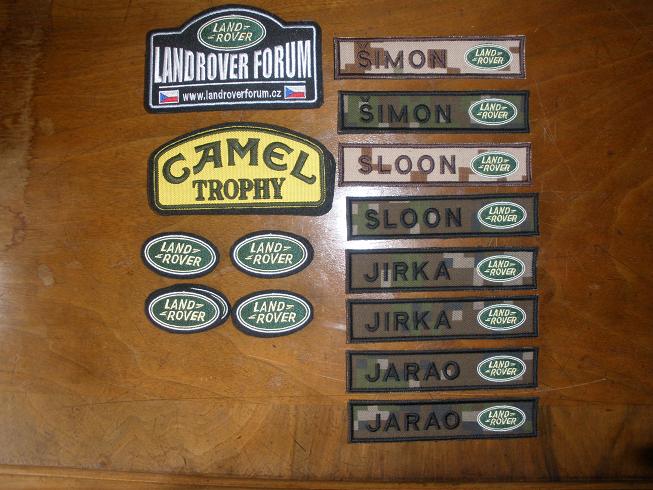 LAND
ROVER
LANDROVER FORUM
www.landroverforum.cz
CAMEL
TROPHY
LAND
ROVER
LAND
ROVER
LAND
ROVER
LAND
ROVER
ŠIMON LAND ROVER
ŠIMON LAND ROVER
SLOON LAND ROVER
SLOON LAND ROVER
JIRKA LAND ROVER
JIRKA LAND ROVER
JARAO LAND ROVER
JARAO LAND ROVER